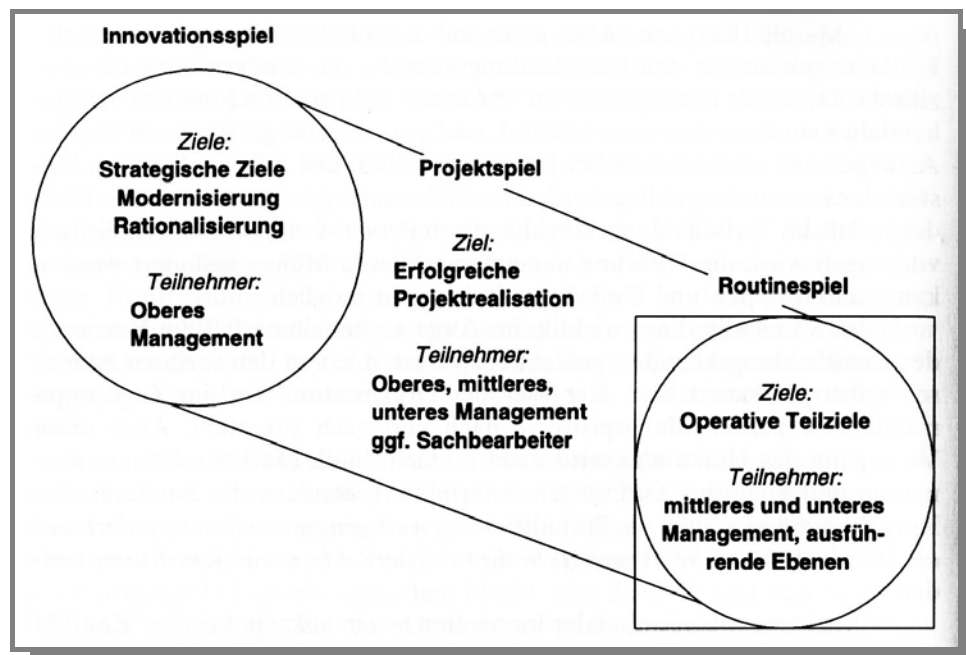 Innovationsspiel
Ziele:
Strategische Ziele
Modernisierung
Rationalisierung
Teilnehmer:
Oberes
Management
Projektspiel
Ziel:
Erfolgreiche
Projektrealisation
Teilnehmer:
Oberes, mittleres,
unteres Management
ggf. Sachbearbeiter
Routinespiel
Ziele:
Operative Teilziele
Teilnehmer:
mittleres und unteres
Management, ausfüh-
rende Ebenen